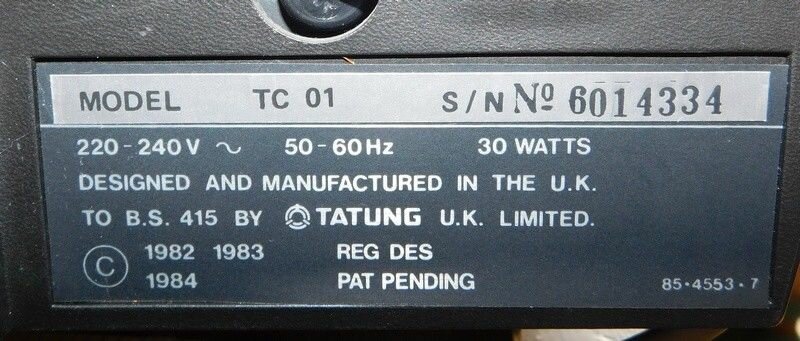 MODEL TC 01 S/N Nº 6014334
220-240V ~ 50-60Hz 30 WATTS
DESIGNED AND MANUFACTURED IN THE U.K.
TO B.S. 415 BY TATUNG U.K. LIMITED.
© 1982 1983 REG DES
1984 PAT PENDING 85·4553·7